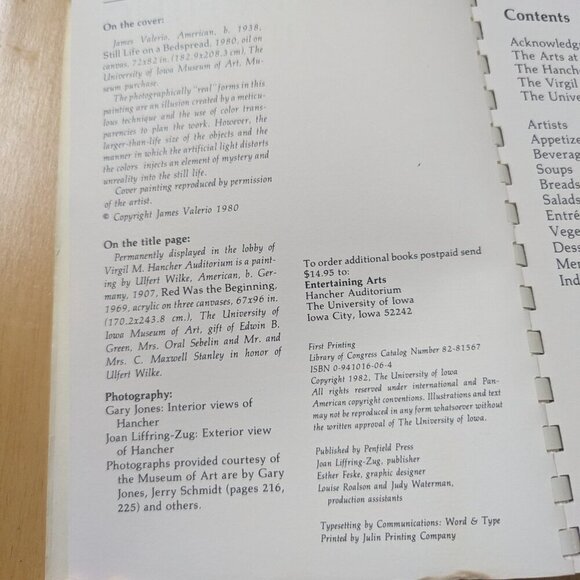 On the cover:
James Valerio, American, b. 1938,
Still Life on a Bedspread, 1980, oil on
canvas, 72x82 in. (182.9x208.3 cm), The
University of Iowa Museum of Art, Mu-
seum purchase.
The photographically "real" forms in this
painting are an illusion created by a meticu-
lous technique and the use of color trans-
parencies to plan the work. However, the
larger-than-life size of the objects and the
manner in which the artificial light distorts
the colors injects an element of mystery and
unreality into the still life.
Cover painting reproduced by permission
of the artist.
© Copyright James Valerio 1980
On the title page:
Permanently displayed in the lobby of
Virgil M. Hancher Auditorium is a paint-
ing by Ulfert Wilke, American, b. Ger-
many, 1907, Red Was the Beginning,
1969, acrylic on three canvases, 67x96 in.
(170.2x243.8 cm.), The University of
Iowa Museum of Art, gift of Edwin B.
Green, Mrs. Oral Sebelin and Mr. and
Mrs. C. Maxwell Stanley in honor of
Ulfert Wilke.
Photography:
Gary Jones: Interior views of
Hancher
Joan Liffring-Zug: Exterior view
of Hancher
Photographs provided courtesy of
the Museum of Art are by Gary
Jones, Jerry Schmidt (pages 216,
225) and others.
To order additional books postpaid send
$14.95 to:
Entertaining Arts
Hancher Auditorium
The University of Iowa
Iowa City, Iowa 52242
First Printing
Library of Congress Catalog Number 82-81567
ISBN 0-941016-06-4
Copyright 1982, The University of Iowa
All rights reserved under international and Pan-
American copyright conventions. Illustrations and text
may not be reproduced in any form whatsoever without
the written approval of The University of Iowa.
Published by Penfield Press
Joan Liffring-Zug, publisher
Esther Feske, graphic designer
Louise Roalson and Judy Waterman,
production assistants
Typesetting by Communications: Word & Type
Printed by Julin Printing Company
Contents
Acknowledg
The Arts at
The Hanche
The Virgil
The Unive
Artists
Appetize
Beverag
Soups
Breads
Salads
Entré
Vege
Dess
Men
Ind